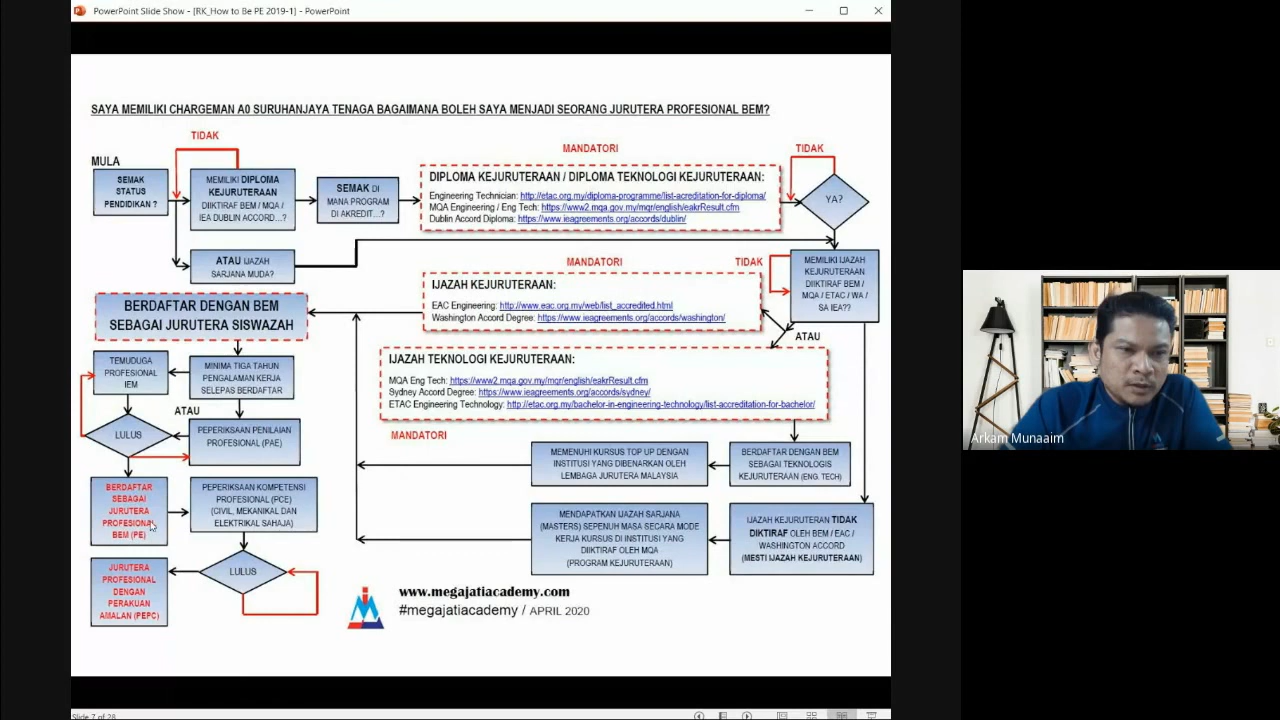 PowerPoint Slide Show - [RK_How to Be PE 2019-1] - PowerPoint
SAYA MEMILIKI CHARGEMAN A0 SURUHANJAYA TENAGA BAGAIMANA BOLEH SAYA MENJADI SEORANG JURUTERA PROFESIONAL BEM?
TIDAK
MULA
SEMAK
STATUS
PENDIDIKAN ?
MEMILIKI DIPLOMA
KEJURUTERAAN
DIIKTIRAF BEM / MQA /
IEA DUBLIN ACCORD…?
SEMAK DI
MANA PROGRAM
DI AKREDIT…?
MANDATORI
DIPLOMA KEJURUTERAAN / DIPLOMA TEKNOLOGI KEJURUTERAAN:
Engineering Technician: http://etac.org.my/diploma-programme/list-acreditation-for-diploma/
MQA Engineering / Eng Tech: https://www2.mqa.gov.my/mqr/english/eakrResult.cfm
Dublin Accord Diploma: https://www.ieagreements.org/accords/dublin/
TIDAK
YA?
ATAU IJAZAH
SARJANA MUDA?
MANDATORI
IJAZAH KEJURUTERAAN:
EAC Engineering: http://www.eac.org.my/web/list_accredited.html
Washington Accord Degree: https://www.ieagreements.org/accords/washington/
TIDAK
MEMILIKI IJAZAH
KEJURUTERAAN
DIIKTIRAF BEM /
MQA / ETAC / WA /
SA IEA??
ATAU
BERDAFTAR DENGAN BEM
SEBAGAI JURUTERA SISWAZAH
IJAZAH TEKNOLOGI KEJURUTERAAN:
MQA Eng Tech: https://www2.mqa.gov.my/mqr/english/eakrResult.cfm
Sydney Accord Degree: https://www.ieagreements.org/accords/sydney/
ETAC Engineering Technology: http://etac.org.my/bachelor-in-engineering-technology/list-accreditation-for-bachelor/
MANDATORI
TEMUDUGA
PROFESIONAL
IEM
MINIMA TIGA TAHUN
PENGALAMAN KERJA
SELEPAS BERDAFTAR
ATAU
LULUS
PEPERIKSAAN PENILAIAN
PROFESIONAL (PAE)
MEMENUHI KURSUS TOP UP DENGAN
INSTITUSI YANG DIBENARKAN OLEH
LEMBAGA JURUTERA MALAYSIA
BERDAFTAR DENGAN BEM
SEBAGAI TEKNOLOGIS
KEJURUTERAAN (ENG. TECH)
BERDAFTAR
SEBAGAI
JURUTERA
PROFESIONAL
BEM (PE)
PEPERIKSAAN KOMPETENSI
PROFESIONAL (PCE)
(CIVIL, MEKANIKAL DAN
ELEKTRIKAL SAHAJA)
MENDAPATKAN IJAZAH SARJANA
(MASTERS) SEPENUH MASA SECARA MODE
KERJA KURSUS DI INSTITUSI YANG
DIIKTIRAF OLEH MQA
(PROGRAM KEJURUTERAAN)
IJAZAH KEJURUTERAN TIDAK
DIKTIRAF OLEH BEM / EAC /
WASHINGTON ACCORD
(MESTI IJAZAH KEJURUTERAAN)
JURUTERA
PROFESIONAL
DENGAN
PERAKUAN
AMALAN (PEPC)
LULUS
www.megajatiacademy.com
#megajatiacademy / APRIL 2020
Arkam Munaaim
Slide 7 of 28